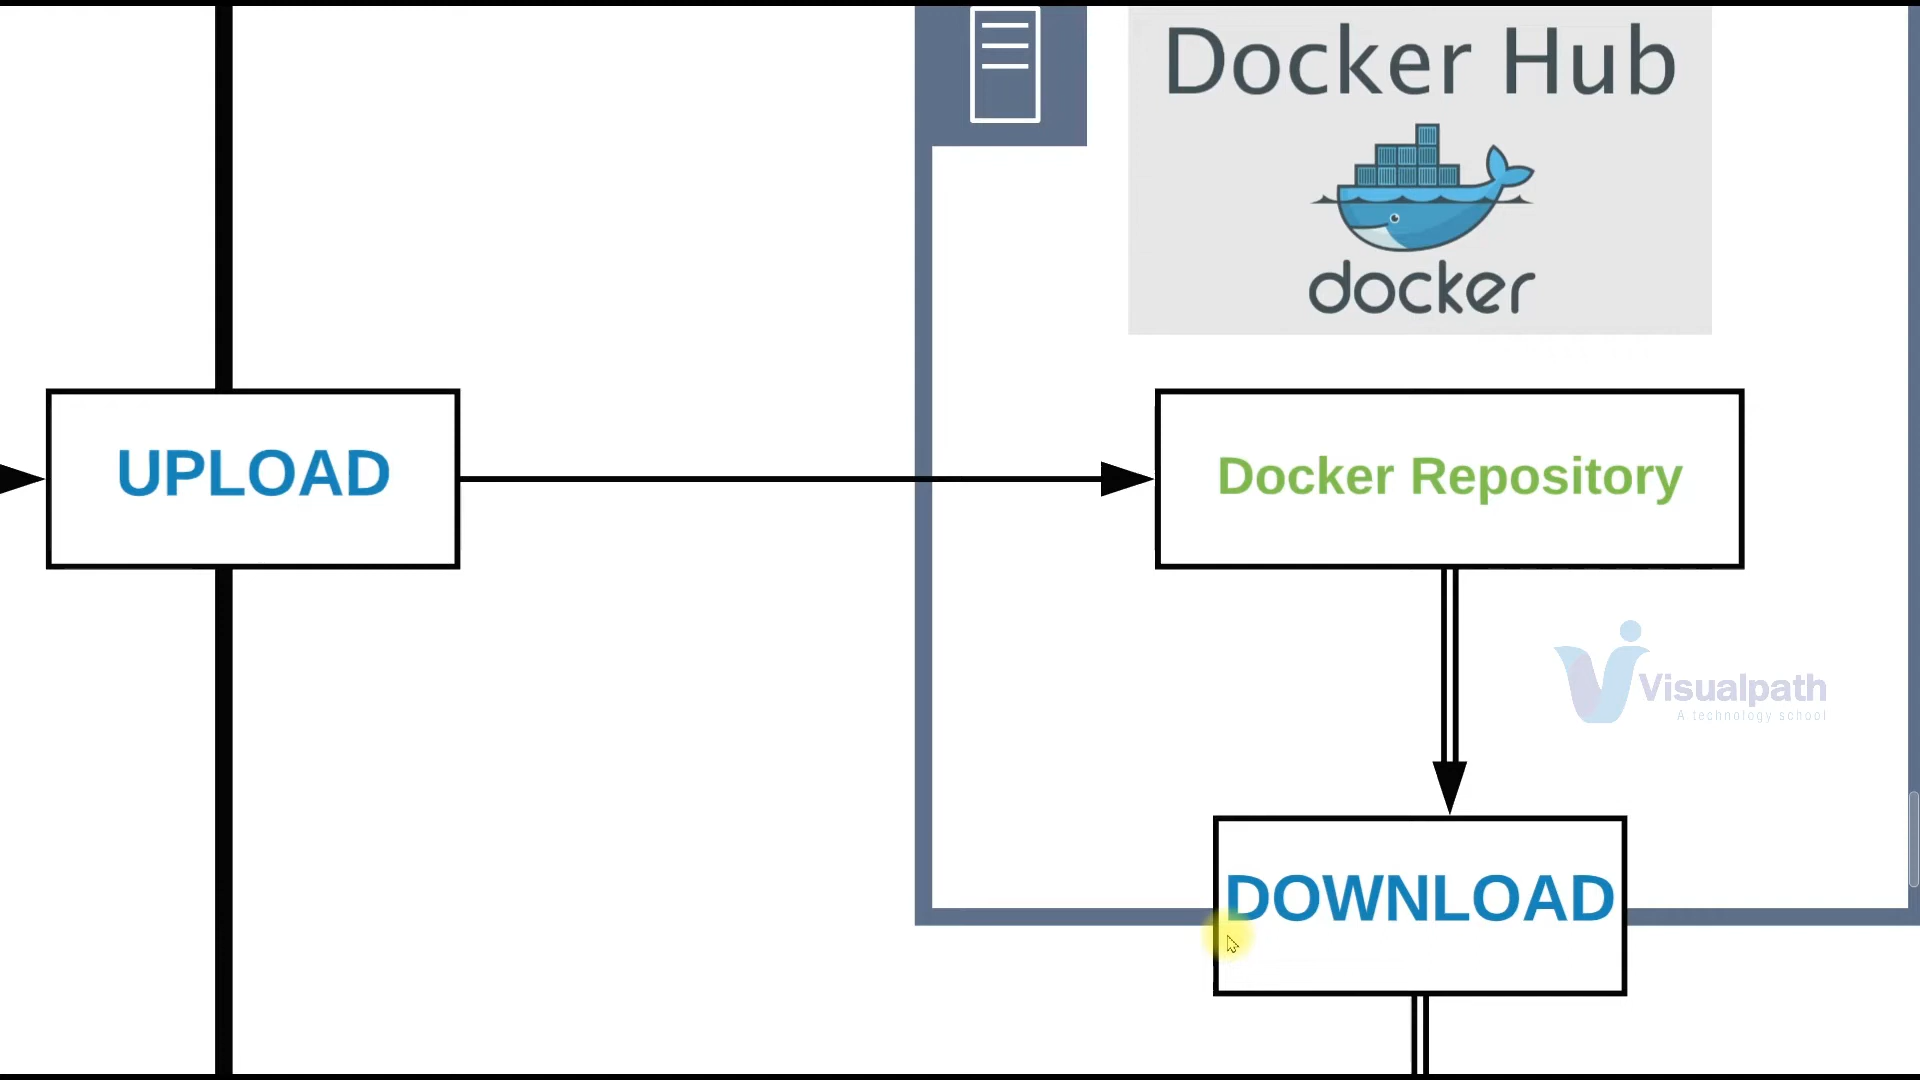 Docker Hub
docker
UPLOAD
Docker Repository
Visualpath
A technology school
DOWNLOAD